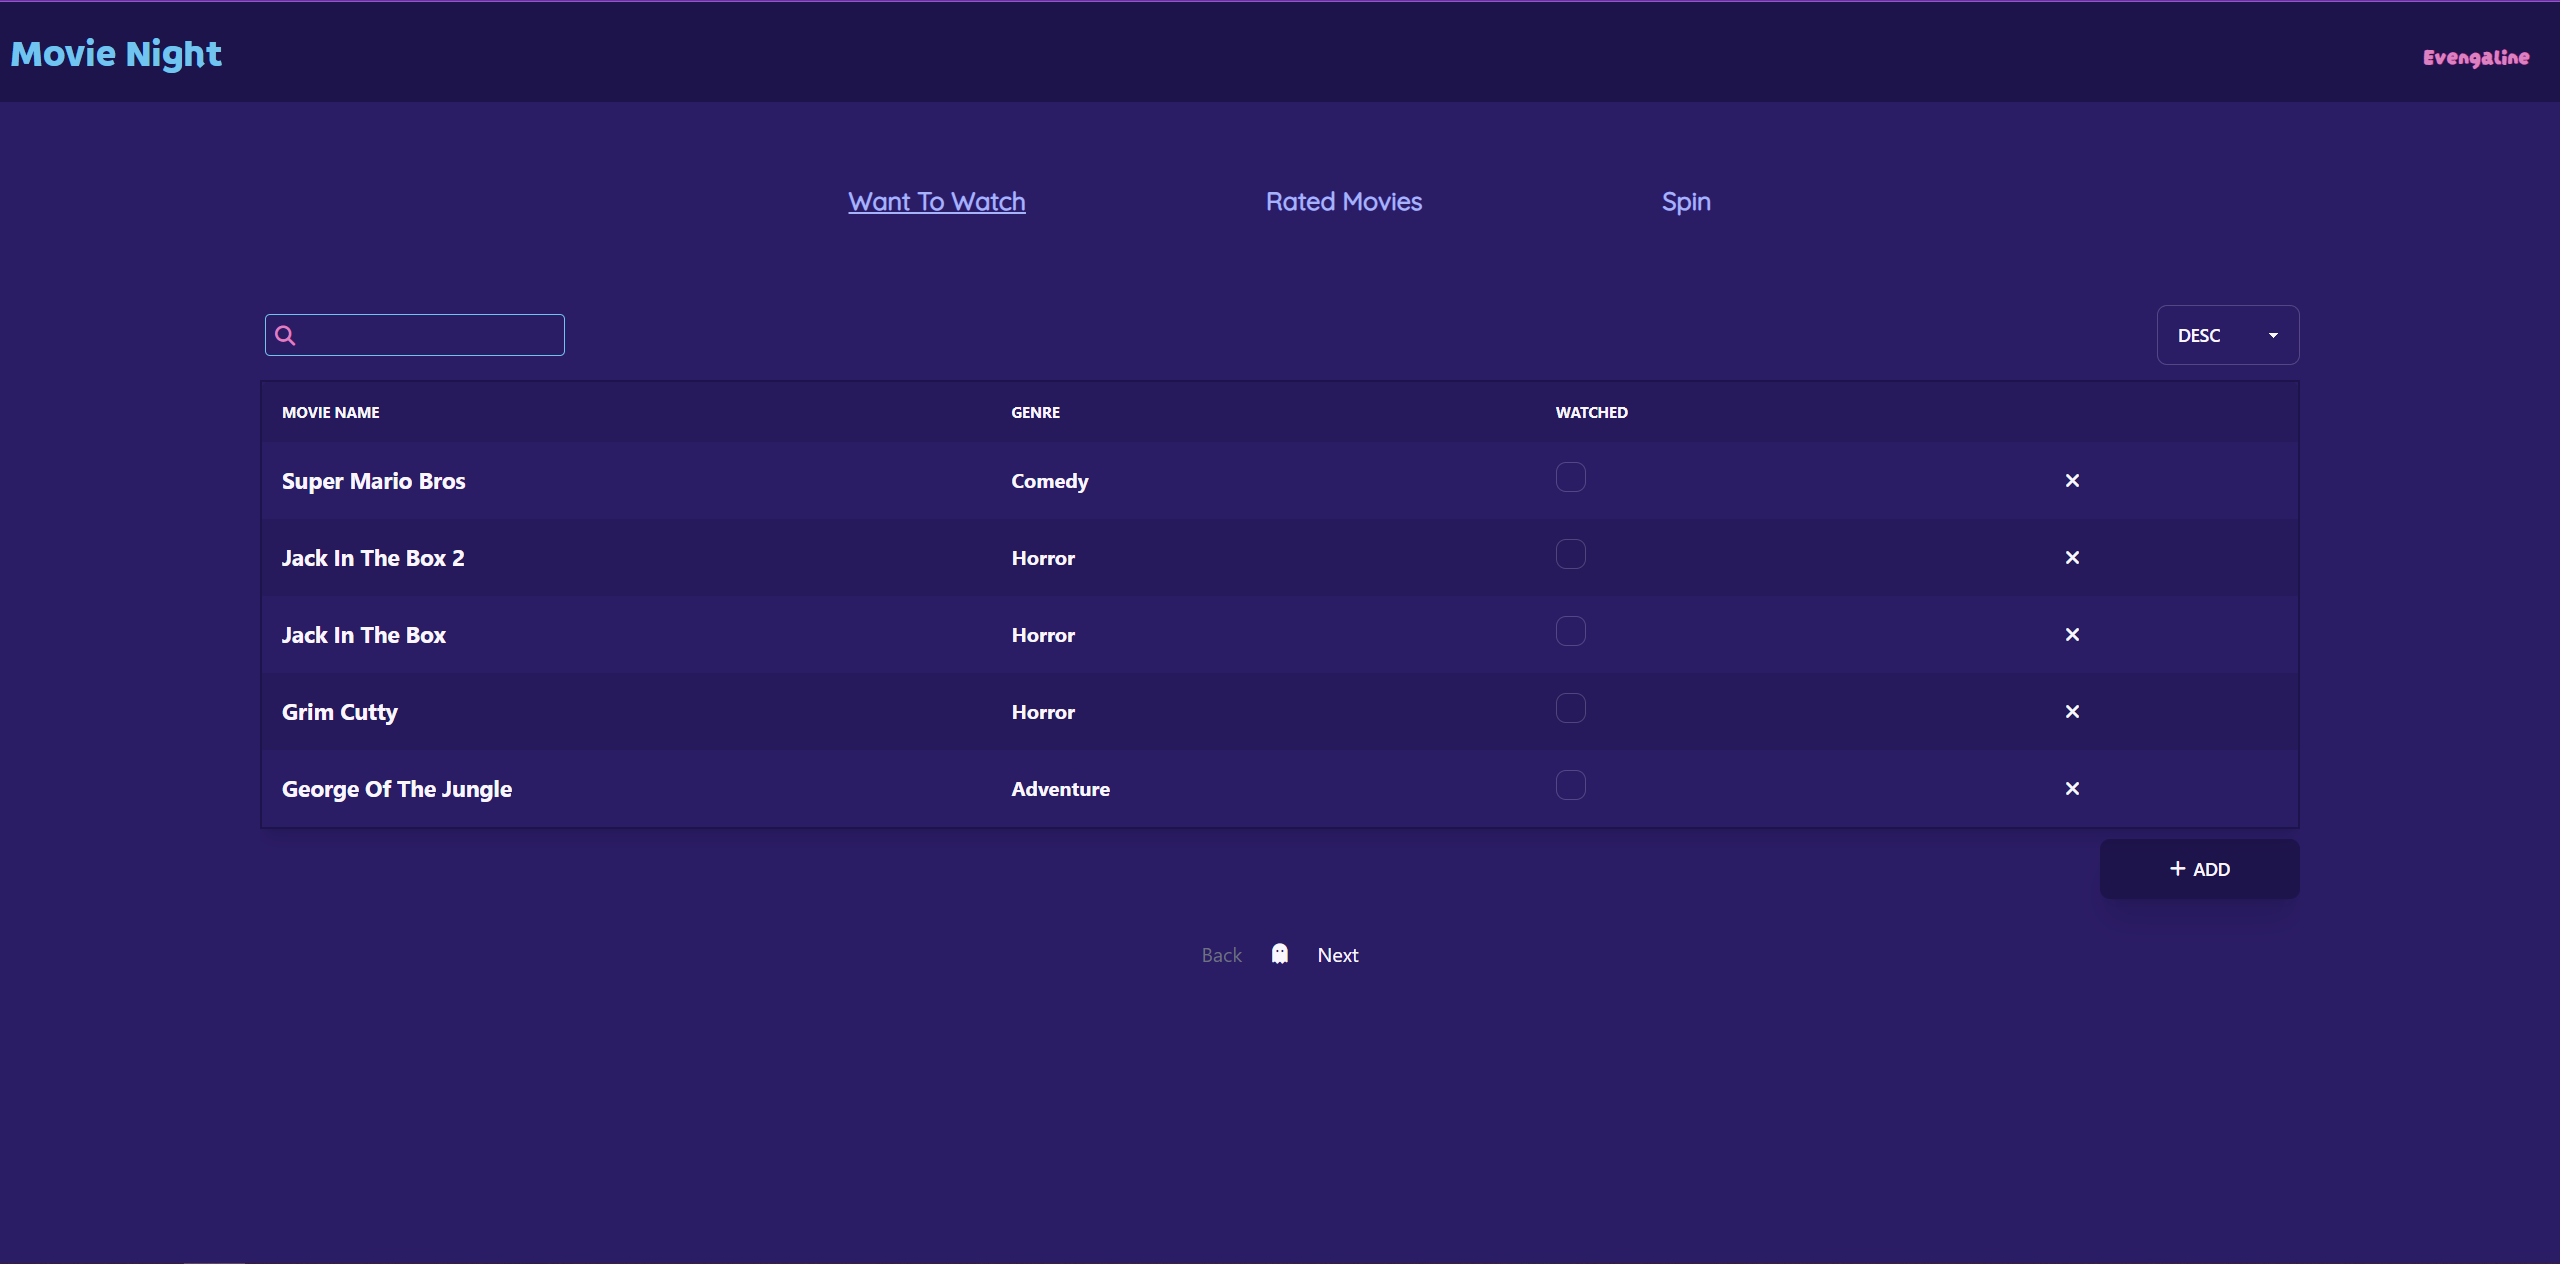 Movie Night
Evengaline
Want To Watch Rated Movies Spin
DESC
MOVIE NAME GENRE WATCHED
Super Mario Bros Comedy
Jack In The Box 2 Horror
Jack In The Box Horror
Grim Cutty Horror
George Of The Jungle Adventure
+ ADD
Back Next